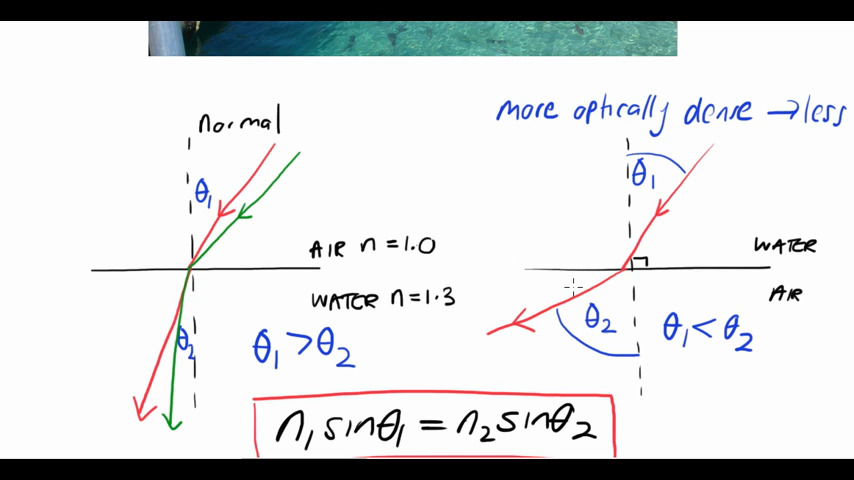 normal
θ₁
AIR n = 1.0
WATER n = 1.3
θ₂
θ₁ > θ₂
more optically dense → less
θ₁
WATER
AIR
θ₂
θ₁ < θ₂
n₁ sinθ₁ = n₂ sinθ₂